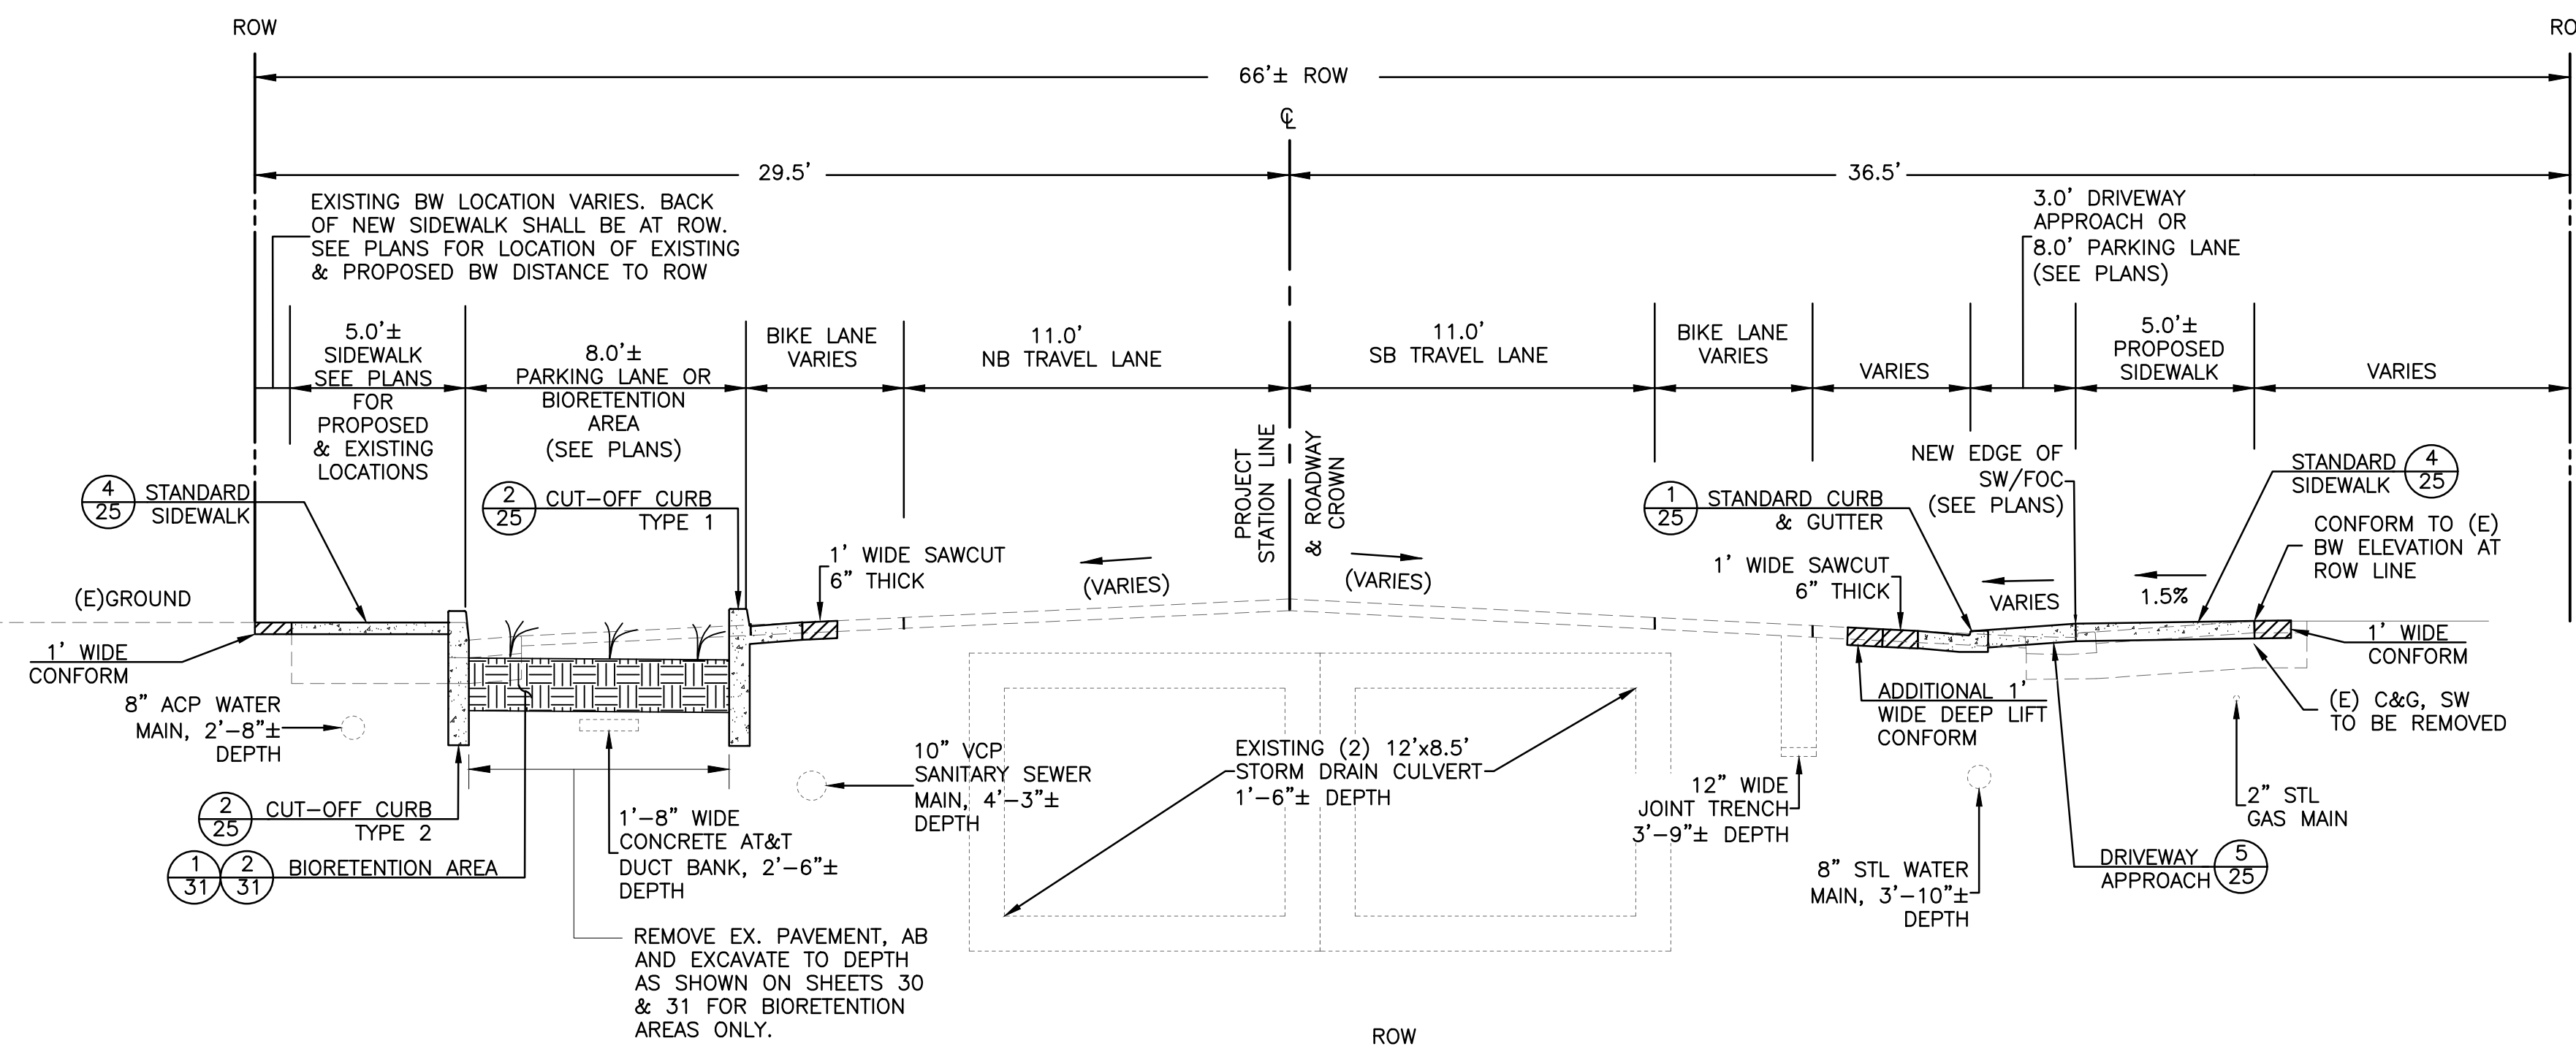 ROW
RO
66'± ROW
℄
29.5'
36.5'
EXISTING BW LOCATION VARIES. BACK
OF NEW SIDEWALK SHALL BE AT ROW.
SEE PLANS FOR LOCATION OF EXISTING
& PROPOSED BW DISTANCE TO ROW
3.0' DRIVEWAY
APPROACH OR
8.0' PARKING LANE
(SEE PLANS)
5.0'±
SIDEWALK
SEE PLANS
FOR
PROPOSED
& EXISTING
LOCATIONS
8.0'±
PARKING LANE OR
BIORETENTION
AREA
(SEE PLANS)
BIKE LANE
VARIES
11.0'
NB TRAVEL LANE
11.0'
SB TRAVEL LANE
BIKE LANE
VARIES
VARIES
5.0'±
PROPOSED
SIDEWALK
VARIES
PROJECT
STATION LINE
& ROADWAY
CROWN
4
25
STANDARD
SIDEWALK
2
25
CUT-OFF CURB
TYPE 1
1' WIDE SAWCUT
6" THICK
(VARIES)
(VARIES)
1
25
STANDARD CURB
& GUTTER
NEW EDGE OF
SW/FOC
(SEE PLANS)
STANDARD
SIDEWALK
4
25
1' WIDE SAWCUT
6" THICK
VARIES
1.5%
CONFORM TO (E)
BW ELEVATION AT
ROW LINE
(E)GROUND
1' WIDE
CONFORM
1' WIDE
CONFORM
8" ACP WATER
MAIN, 2'-8"±
DEPTH
ADDITIONAL 1'
WIDE DEEP LIFT
CONFORM
(E) C&G, SW
TO BE REMOVED
10" VCP
SANITARY SEWER
MAIN, 4'-3"±
DEPTH
EXISTING (2) 12'x8.5'
STORM DRAIN CULVERT
1'-6"± DEPTH
12" WIDE
JOINT TRENCH
3'-9"± DEPTH
2" STL
GAS MAIN
2
25
CUT-OFF CURB
TYPE 2
1
31
2
31
BIORETENTION AREA
1'-8" WIDE
CONCRETE AT&T
DUCT BANK, 2'-6"±
DEPTH
8" STL WATER
MAIN, 3'-10"±
DEPTH
DRIVEWAY
APPROACH
5
25
REMOVE EX. PAVEMENT, AB
AND EXCAVATE TO DEPTH
AS SHOWN ON SHEETS 30
& 31 FOR BIORETENTION
AREAS ONLY.
ROW